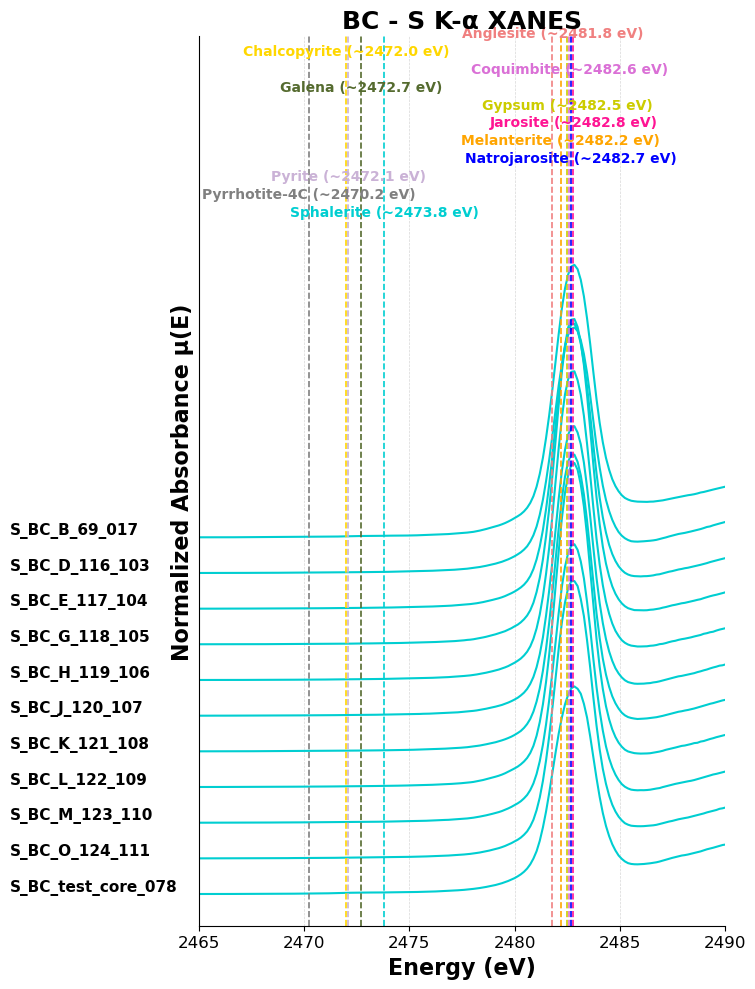 BC - S K-α XANES
Anglesite (~2481.8 eV)
Chalcopyrite (~2472.0 eV)
Coquimbite (~2482.6 eV)
Galena (~2472.7 eV)
Gypsum (~2482.5 eV)
Jarosite (~2482.8 eV)
Melanterite (~2482.2 eV)
Natrojarosite (~2482.7 eV)
Pyrite (~2472.1 eV)
Pyrrhotite-4C (~2470.2 eV)
Sphalerite (~2473.8 eV)
Normalized Absorbance μ(E)
S_BC_B_69_017
S_BC_D_116_103
S_BC_E_117_104
S_BC_G_118_105
S_BC_H_119_106
S_BC_J_120_107
S_BC_K_121_108
S_BC_L_122_109
S_BC_M_123_110
S_BC_O_124_111
S_BC_test_core_078
2465 2470 2475 2480 2485 2490
Energy (eV)